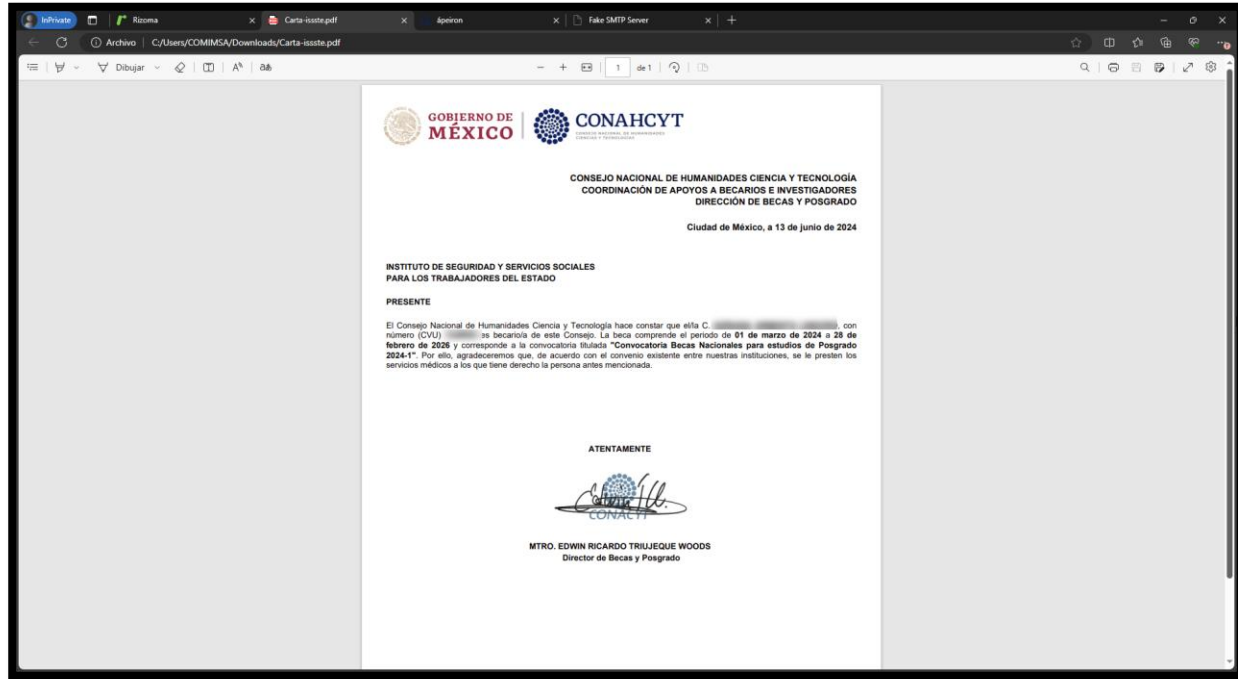 InPrivate
Rizoma
Carta-issste.pdf
ápeiron
Fake SMTP Server
Archivo
C:/Users/COMIMSA/Downloads/Carta-issste.pdf
Dibujar
1
de 1
GOBIERNO DE
MÉXICO
CONAHCYT
CONSEJO NACIONAL DE HUMANIDADES
CIENCIAS Y TECNOLOGÍAS
CONSEJO NACIONAL DE HUMANIDADES CIENCIA Y TECNOLOGÍA
COORDINACIÓN DE APOYOS A BECARIOS E INVESTIGADORES
DIRECCIÓN DE BECAS Y POSGRADO
Ciudad de México, a 13 de junio de 2024
INSTITUTO DE SEGURIDAD Y SERVICIOS SOCIALES
PARA LOS TRABAJADORES DEL ESTADO
PRESENTE
El Consejo Nacional de Humanidades Ciencia y Tecnología hace constar que el/la C. , con
número (CVU) es becario/a de este Consejo. La beca comprende el periodo de 01 de marzo de 2024 a 28 de
febrero de 2026 y corresponde a la convocatoria titulada "Convocatoria Becas Nacionales para estudios de Posgrado
2024-1". Por ello, agradeceremos que, de acuerdo con el convenio existente entre nuestras instituciones, se le presten los
servicios médicos a los que tiene derecho la persona antes mencionada.
ATENTAMENTE
CONACYT
MTRO. EDWIN RICARDO TRIUJEQUE WOODS
Director de Becas y Posgrado